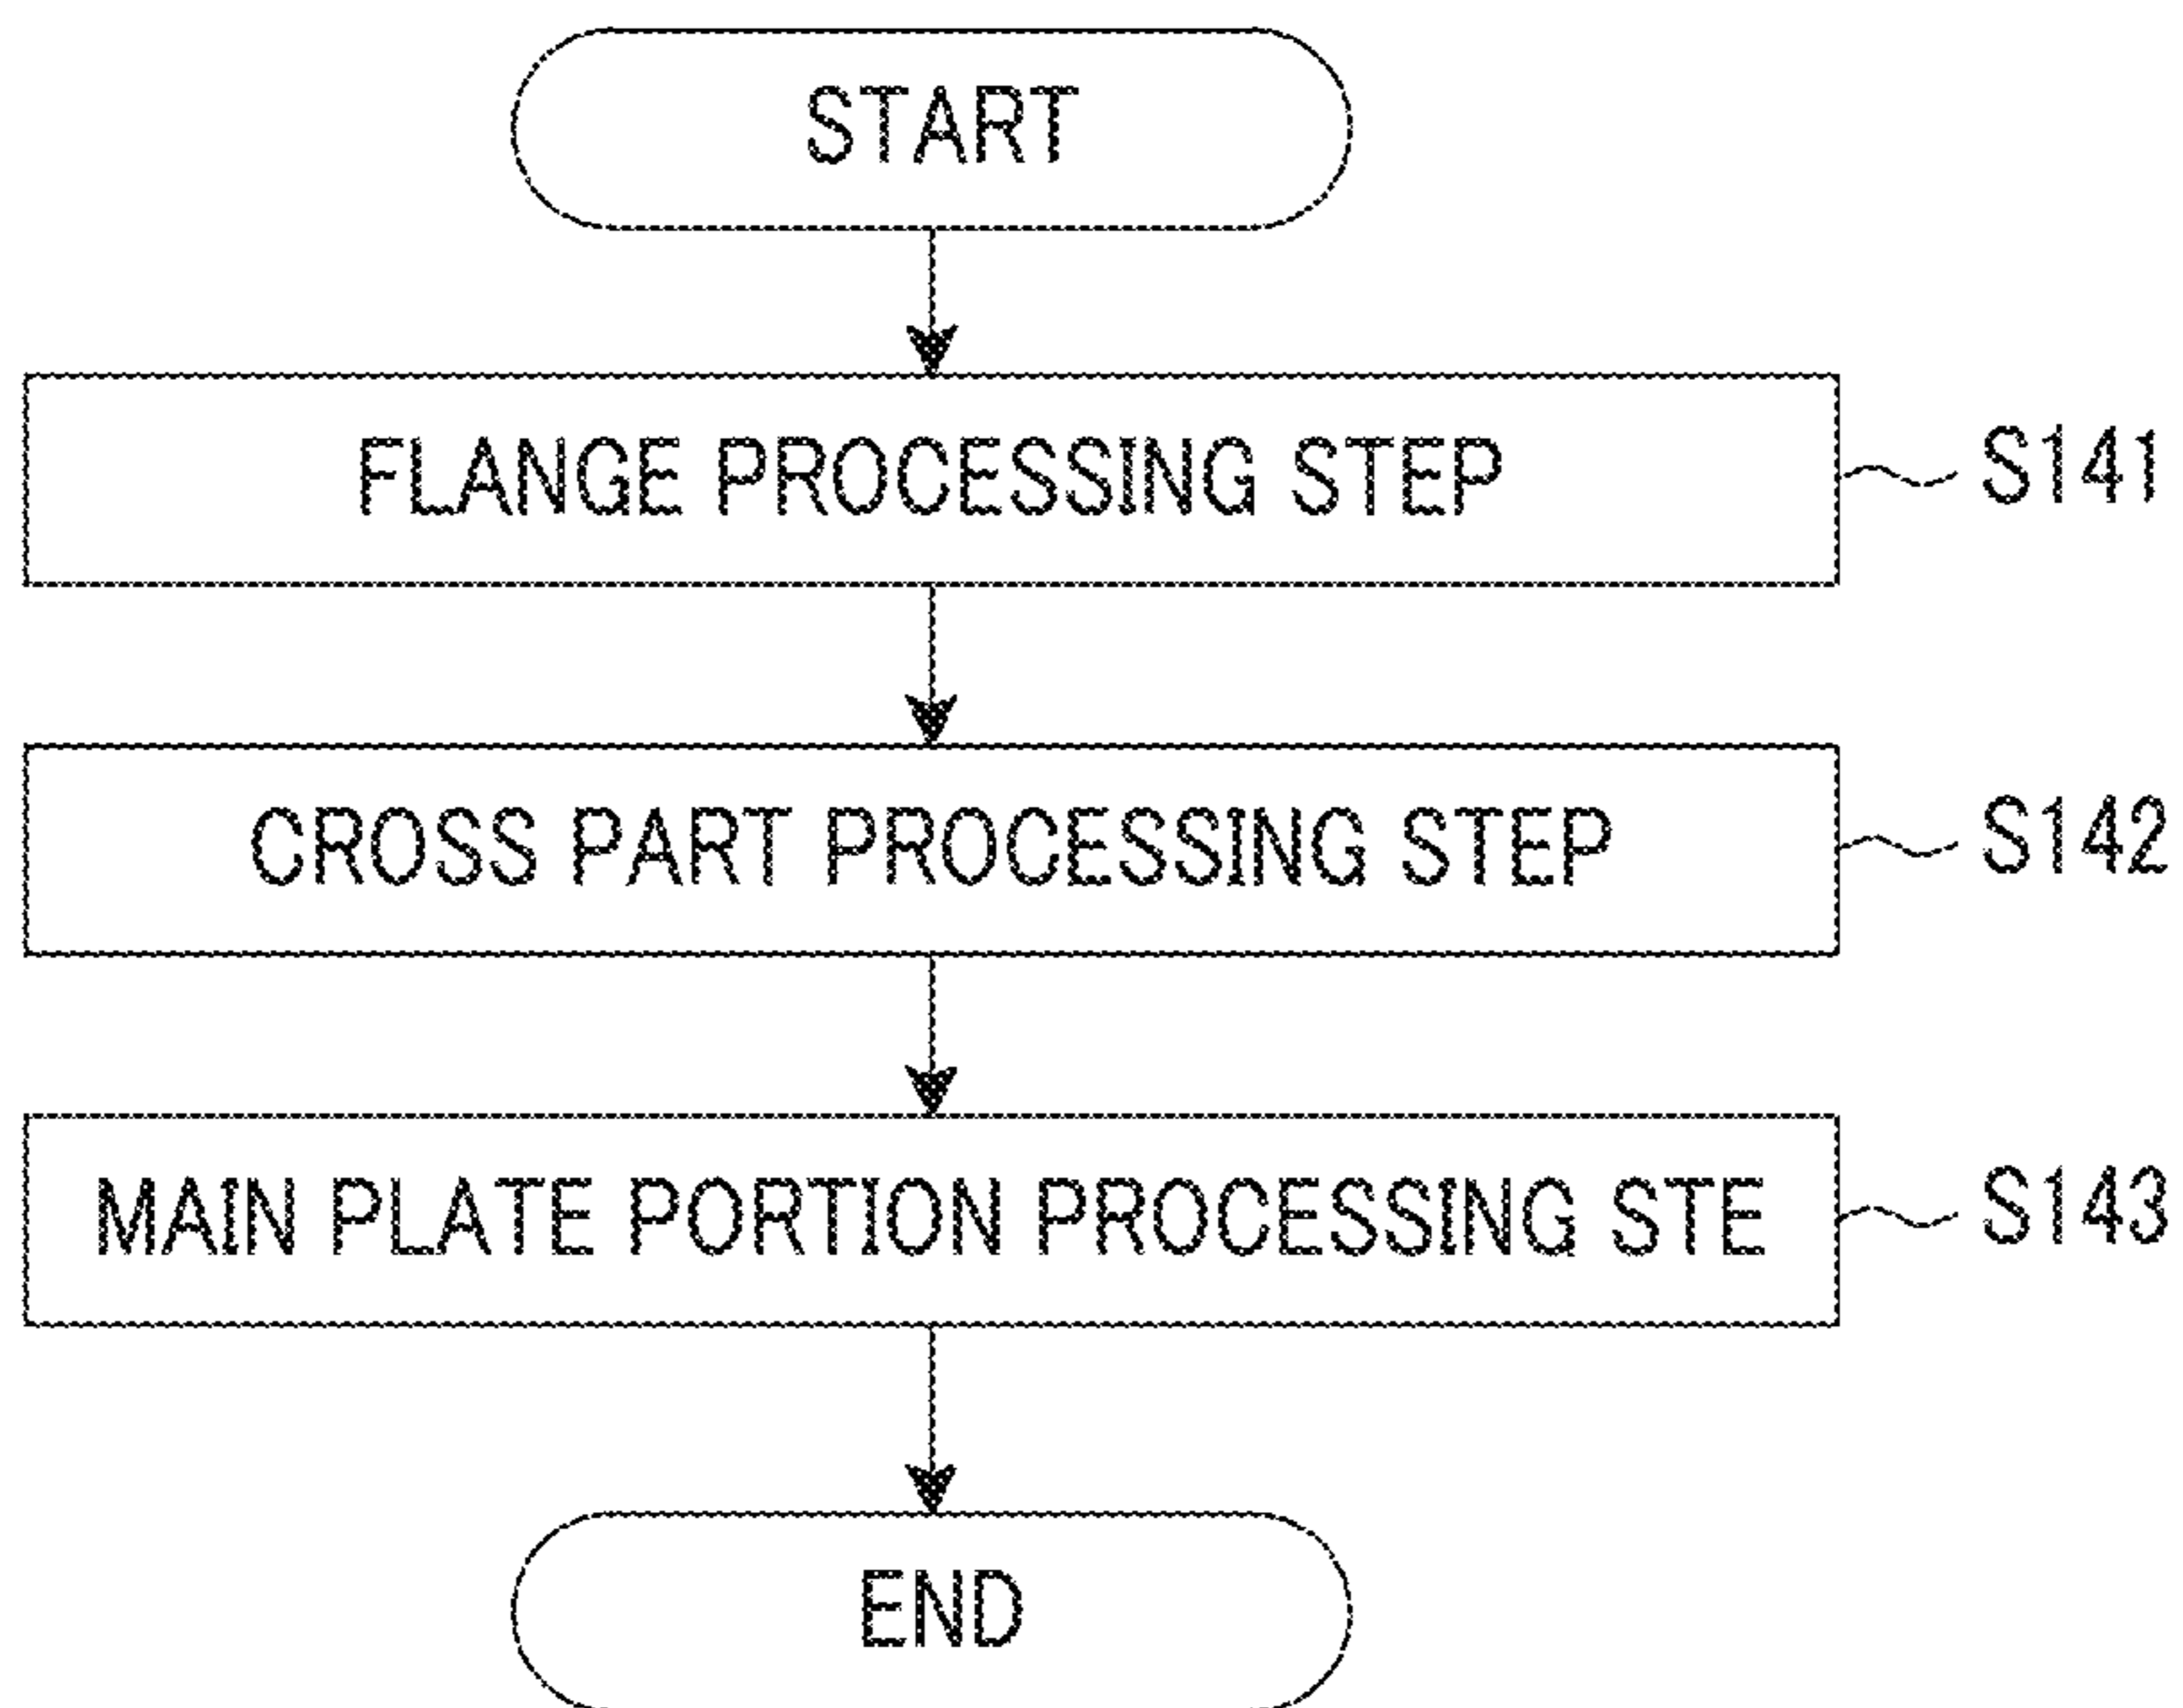 START
FLANGE PROCESSING STEP
S141
CROSS PART PROCESSING STEP
S142
MAIN PLATE PORTION PROCESSING STE
S143
END